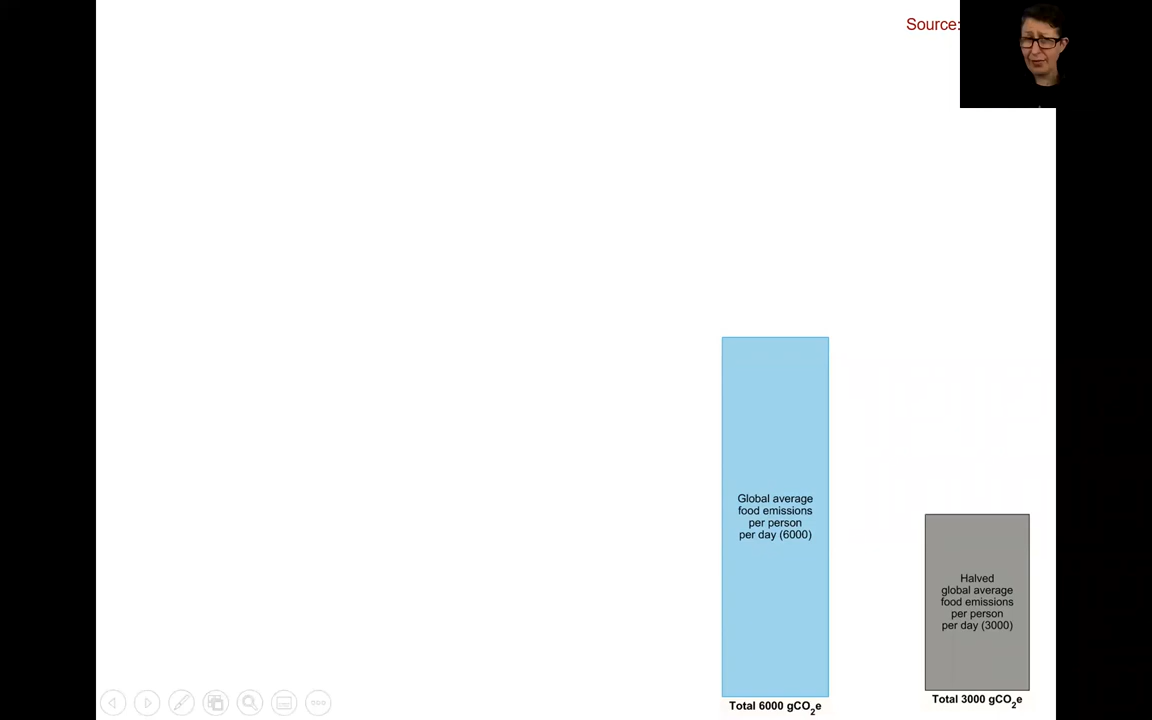 Source:
Global average
food emissions
per person
per day (6000)
Total 6000 gCO₂e
Halved
global average
food emissions
per person
per day (3000)
Total 3000 gCO₂e